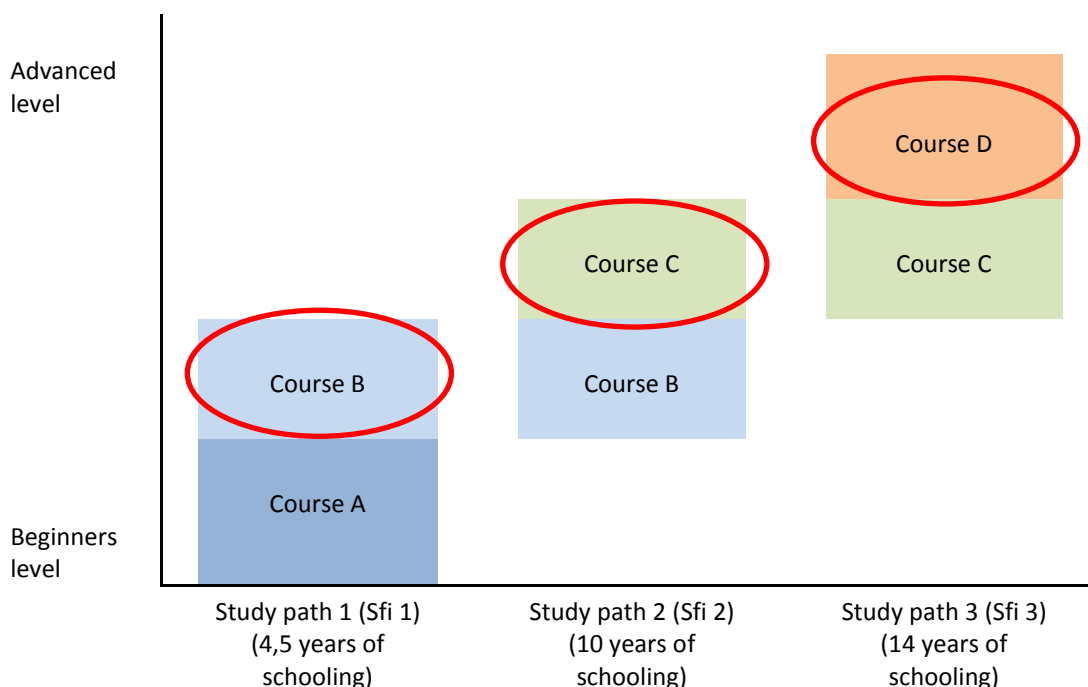 Advanced
level
Course D
Course C
Course C
Course B
Course B
Course A
Beginners
level
Study path 1 (Sfi 1)
(4,5 years of
schooling)
Study path 2 (Sfi 2)
(10 years of
schooling)
Study path 3 (Sfi 3)
(14 years of
schooling)